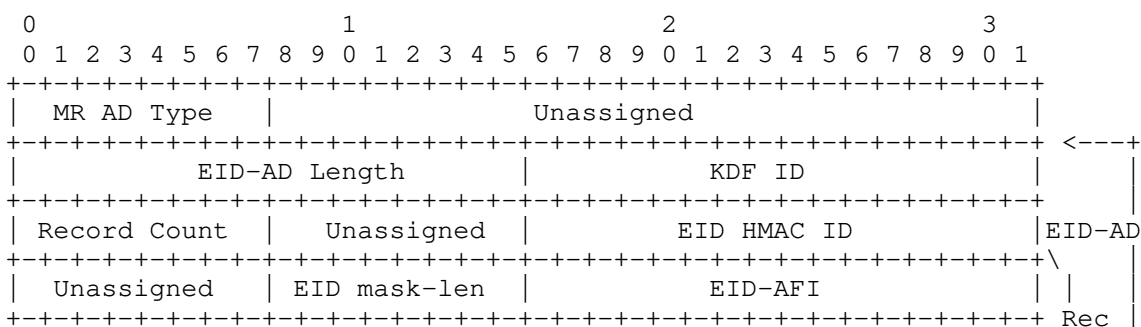 0                   1                   2                   3
 0 1 2 3 4 5 6 7 8 9 0 1 2 3 4 5 6 7 8 9 0 1 2 3 4 5 6 7 8 9 0 1
+-+-+-+-+-+-+-+-+-+-+-+-+-+-+-+-+-+-+-+-+-+-+-+-+-+-+-+-+-+-+-+-+
|  MR AD Type   |                Unassigned                     |
+-+-+-+-+-+-+-+-+-+-+-+-+-+-+-+-+-+-+-+-+-+-+-+-+-+-+-+-+-+-+-+-+ <---+
|           EID-AD Length       |           KDF ID              |     |
+-+-+-+-+-+-+-+-+-+-+-+-+-+-+-+-+-+-+-+-+-+-+-+-+-+-+-+-+-+-+-+-+     |
| Record Count  |   Unassigned  |         EID HMAC ID           |EID-AD
+-+-+-+-+-+-+-+-+-+-+-+-+-+-+-+-+-+-+-+-+-+-+-+-+-+-+-+-+-+-+-+-+\    |
|  Unassigned   | EID mask-len  |           EID-AFI             | |   |
+-+-+-+-+-+-+-+-+-+-+-+-+-+-+-+-+-+-+-+-+-+-+-+-+-+-+-+-+-+-+-+-+ Rec |